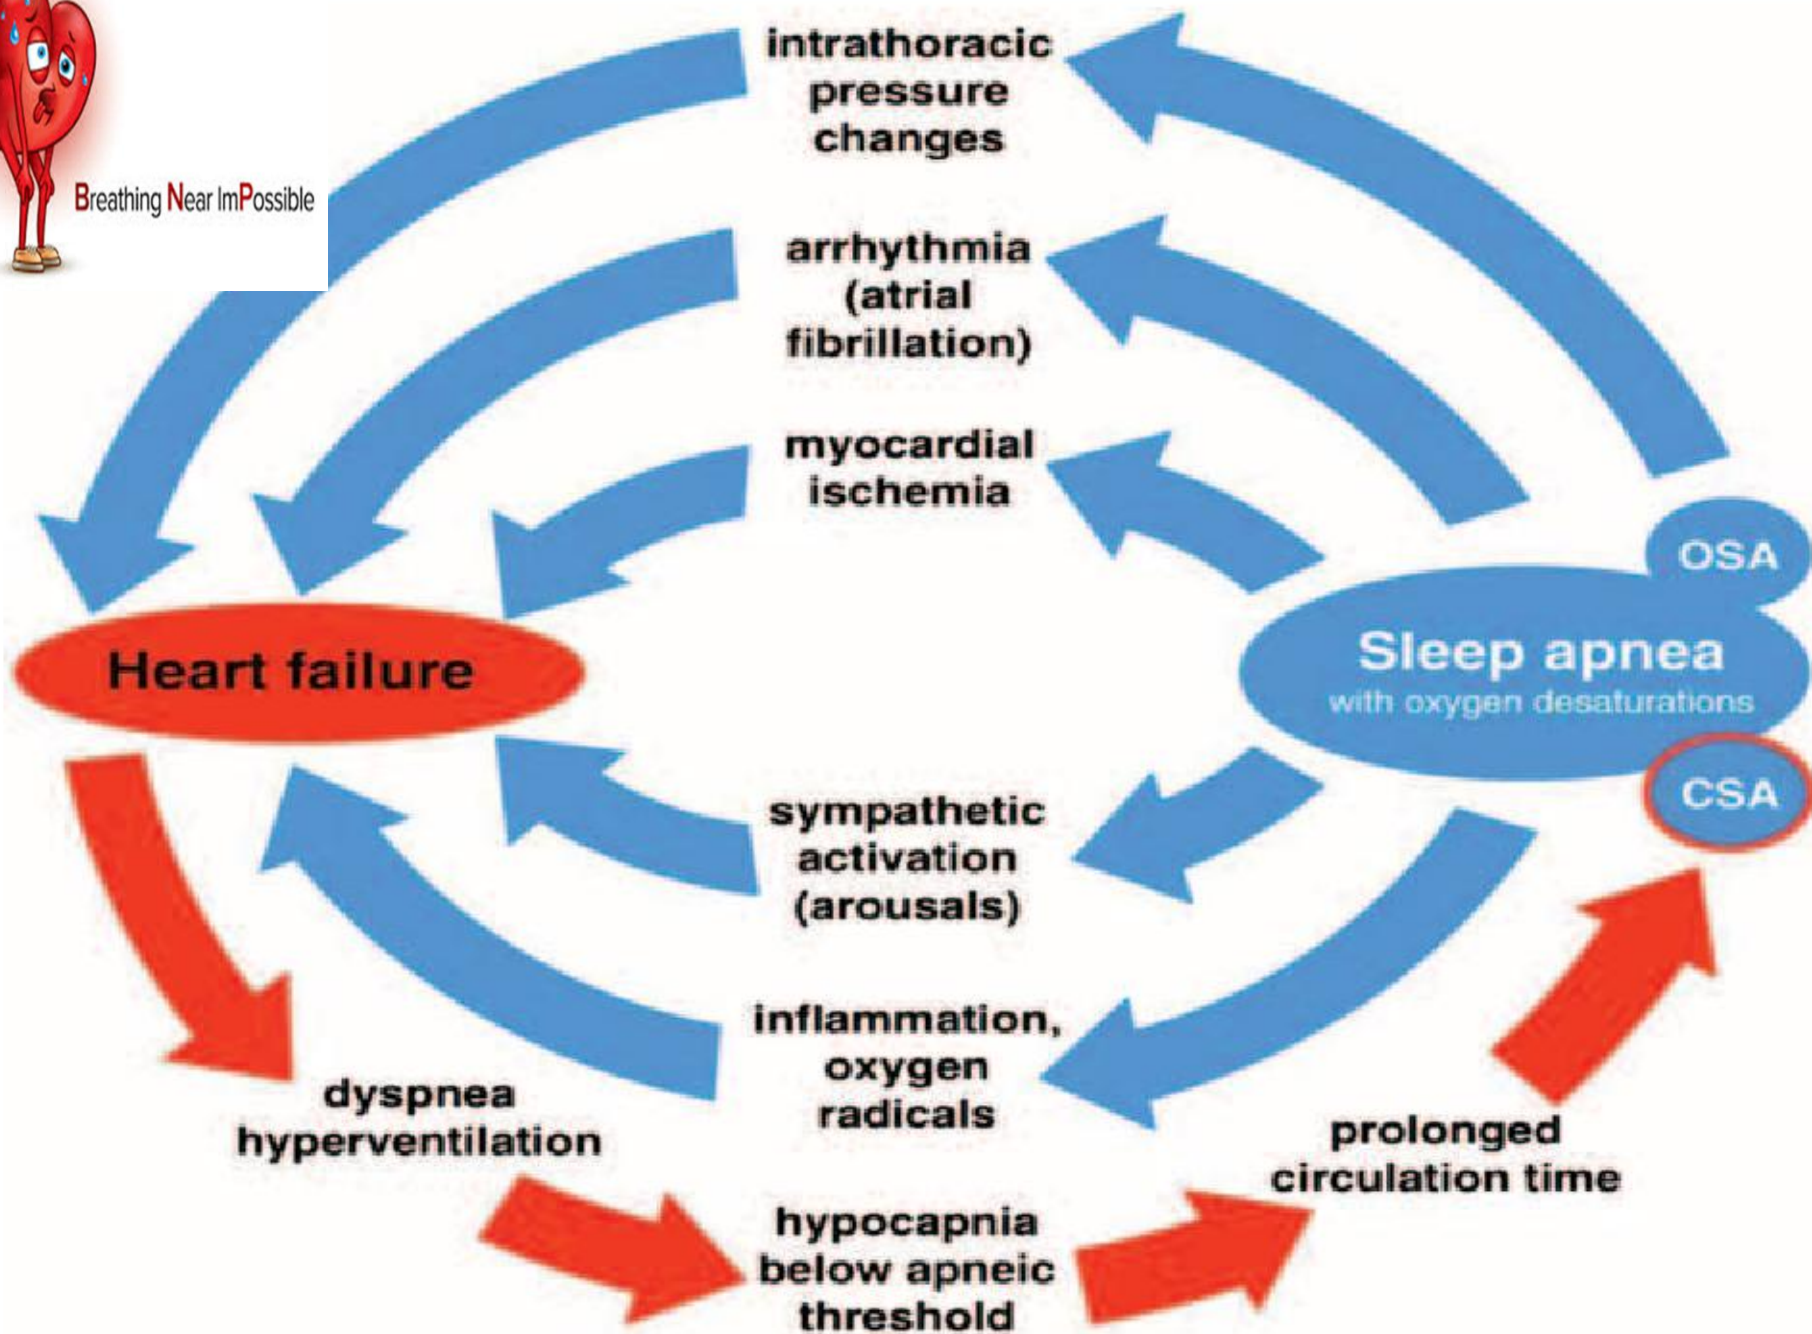 Breathing Near ImPossible
intrathoracic
pressure
changes
arrhythmia
(atrial
fibrillation)
myocardial
ischemia
OSA
Heart failure
Sleep apnea
with oxygen desaturations
CSA
sympathetic
activation
(arousals)
inflammation,
oxygen
radicals
dyspnea
hyperventilation
prolonged
circulation time
hypocapnia
below apneic
threshold